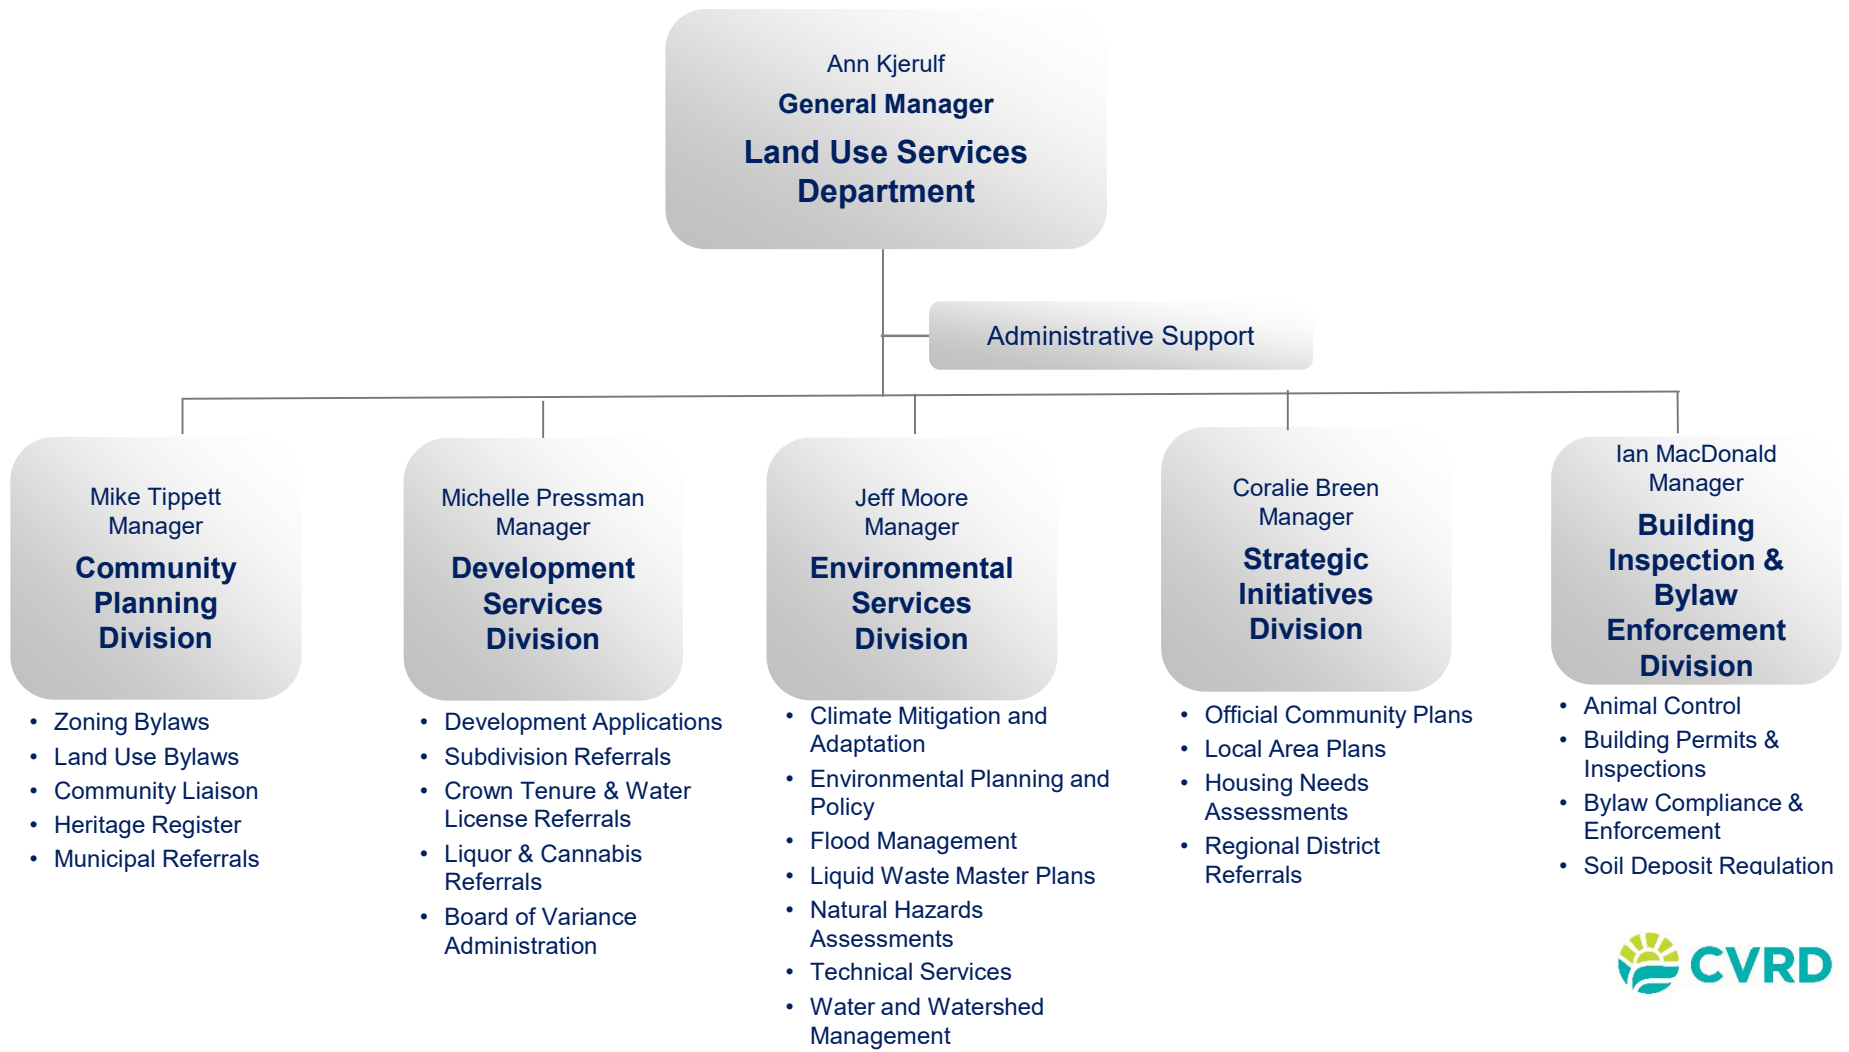 Ann Kjerulf
General Manager
Land Use Services
Department
Administrative Support
Mike Tippett
Manager
Community
Planning
Division
• Zoning Bylaws
• Land Use Bylaws
• Community Liaison
• Heritage Register
• Municipal Referrals
Michelle Pressman
Manager
Development
Services
Division
• Development Applications
• Subdivision Referrals
• Crown Tenure & Water
License Referrals
• Liquor & Cannabis
Referrals
• Board of Variance
Administration
Jeff Moore
Manager
Environmental
Services
Division
• Climate Mitigation and
Adaptation
• Environmental Planning and
Policy
• Flood Management
• Liquid Waste Master Plans
• Natural Hazards
Assessments
• Technical Services
• Water and Watershed
Management
Coralie Breen
Manager
Strategic
Initiatives
Division
• Official Community Plans
• Local Area Plans
• Housing Needs
Assessments
• Regional District
Referrals
Ian MacDonald
Manager
Building
Inspection &
Bylaw
Enforcement
Division
• Animal Control
• Building Permits &
Inspections
• Bylaw Compliance &
Enforcement
• Soil Deposit Regulation
CVRD